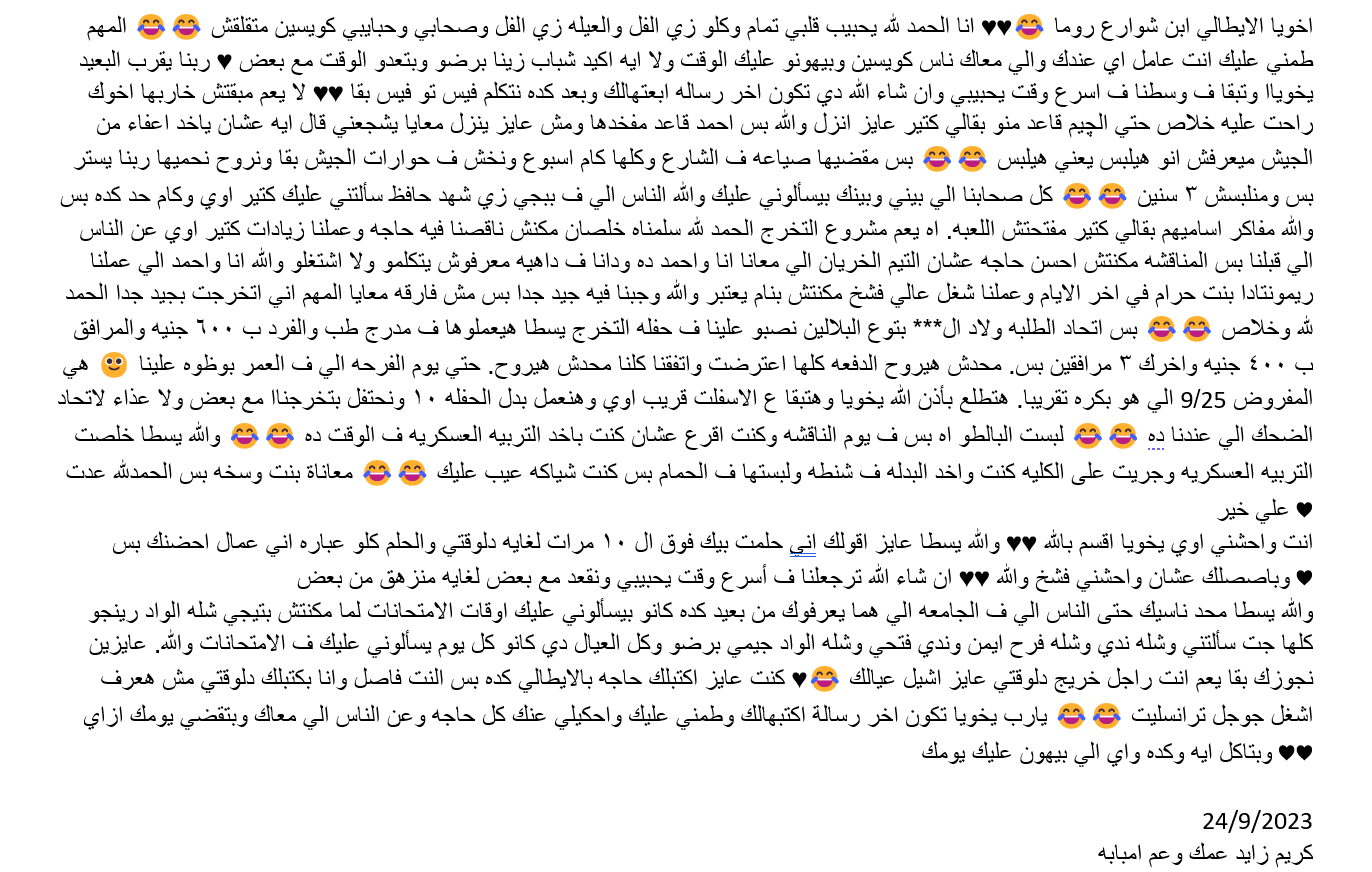 اخويا الايطالي ابن شوارع روما 😂♥♥ انا الحمد لله يحبيب قلبي تمام وكلو زي الفل والعيله زي الفل وصحابي وحبايبي كويسين متقلقش 😂😂 المهم
طمني عليك انت عامل اي عندك والي معاك ناس كويسين وبيهونو عليك الوقت ولا ايه اكيد شباب زينا برضو وبتعدو الوقت مع بعض ♥ ربنا يقرب البعيد
يخوياا وتبقا ف وسطنا ف اسرع وقت يحبيبي وان شاء الله دي تكون اخر رساله ابعتهالك وبعد كده نتكلم فيس تو فيس بقا ♥♥ لا يعم مبقتش خاربها اخوك
راحت عليه خلاص حتي الچيم قاعد منو بقالي كتير عايز انزل والله بس احمد قاعد مفخدها ومش عايز ينزل معايا يشجعني قال ايه عشان ياخد اعفاء من
الجيش ميعرفش انو هيلبس يعني هيلبس 😂😂 بس مقضيها صياعه ف الشارع وكلها كام اسبوع ونخش ف حوارات الجيش بقا ونروح نحميها ربنا يستر
بس ومنلبسش ٣ سنين 😂😂 كل صحابنا الي بيني وبينك بيسألوني عليك والله الناس الي ف ببجي زي شهد حافظ سألتني عليك كتير اوي وكام حد كده بس
والله مفاكر اساميهم بقالي كتير مفتحتش اللعبه. اه يعم مشروع التخرج الحمد لله سلمناه خلصان مكنش ناقصنا فيه حاجه وعملنا زيادات كتير اوي عن الناس
الي قبلنا بس المناقشه مكنتش احسن حاجه عشان التيم الخريان الي معانا انا واحمد ده ودانا ف داهيه معرفوش يتكلمو ولا اشتغلو والله انا واحمد الي عملنا
ريمونتادا بنت حرام في اخر الايام وعملنا شغل عالي فشخ مكنتش بنام يعتبر والله وجبنا فيه جيد جدا بس مش فارقه معايا المهم اني اتخرجت بجيد جدا الحمد
لله وخلاص 😂😂 بس اتحاد الطلبه ولاد ال*** بتوع البلالين نصبو علينا ف حفله التخرج يسطا هيعملوها ف مدرج طب والفرد ب ٦٠٠ جنيه والمرافق
ب ٤٠٠ جنيه واخرك ٣ مرافقين بس. محدش هيروح الدفعه كلها اعترضت واتفقنا كلنا محدش هيروح. حتي يوم الفرحه الي ف العمر بوظوه علينا 🙂 هي
المفروض 9/25 الي هو بكره تقريبا. هتطلع بأذن الله يخويا وهتبقا ع الاسفلت قريب اوي وهنعمل بدل الحفله ١٠ ونحتفل بتخرجناا مع بعض ولا عذاء لاتحاد
الضحك الي عندنا ده 😂😂 لبست البالطو اه بس ف يوم الناقشه وكنت اقرع عشان كنت باخد التربيه العسكريه ف الوقت ده 😂😂 والله يسطا خلصت
التربيه العسكريه وجريت على الكليه كنت واخد البدله ف شنطه ولبستها ف الحمام بس كنت شياكه عيب عليك 😂😂 معاناة بنت وسخه بس الحمدلله عدت
♥ علي خير
انت واحشني اوي يخويا اقسم بالله ♥♥ والله يسطا عايز اقولك اني حلمت بيك فوق ال ١٠ مرات لغايه دلوقتي والحلم كلو عباره اني عمال احضنك بس
♥ وباصصلك عشان واحشني فشخ والله ♥♥ ان شاء الله ترجعلنا ف أسرع وقت يحبيبي ونقعد مع بعض لغايه منزهق من بعض
والله يسطا محد ناسيك حتى الناس الي ف الجامعه الي هما يعرفوك من بعيد كده كانو بيسألوني عليك اوقات الامتحانات لما مكنتش بتيجي شله الواد رينجو
كلها جت سألتني وشله ندي وشله فرح ايمن وندي فتحي وشله الواد جيمي برضو وكل العيال دي كانو كل يوم يسألوني عليك ف الامتحانات والله. عايزين
نجوزك بقا يعم انت راجل خريج دلوقتي عايز اشيل عيالك 😂♥ كنت عايز اكتبلك حاجه بالايطالي كده بس النت فاصل وانا بكتبلك دلوقتي مش هعرف
اشغل جوجل ترانسليت 😂😂 يارب يخويا تكون اخر رسالة اكتبهالك وطمني عليك واحكيلي عنك كل حاجه وعن الناس الي معاك وبتقضي يومك ازاي
♥♥ وبتاكل ايه وكده واي الي بيهون عليك يومك
24/9/2023
كريم زايد عمك وعم امبابه